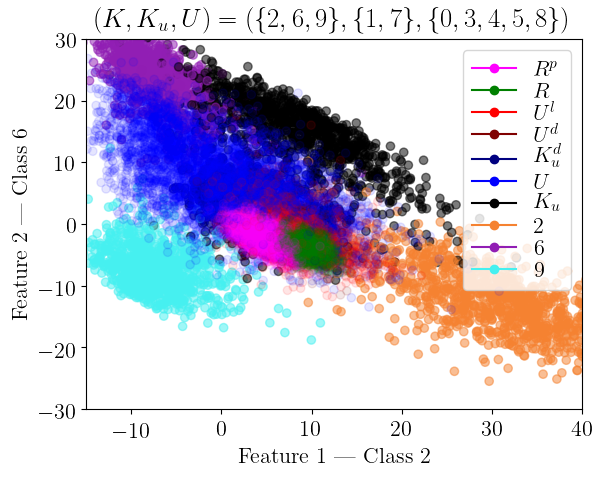 (K, K_u, U) = ({2, 6, 9}, {1, 7}, {0, 3, 4, 5, 8})
30
20
10
0
−10
−20
−30
Feature 2 — Class 6
−10
0
10
20
30
40
Feature 1 — Class 2
R^p
R
U^l
U^d
K_u^d
U
K_u
2
6
9